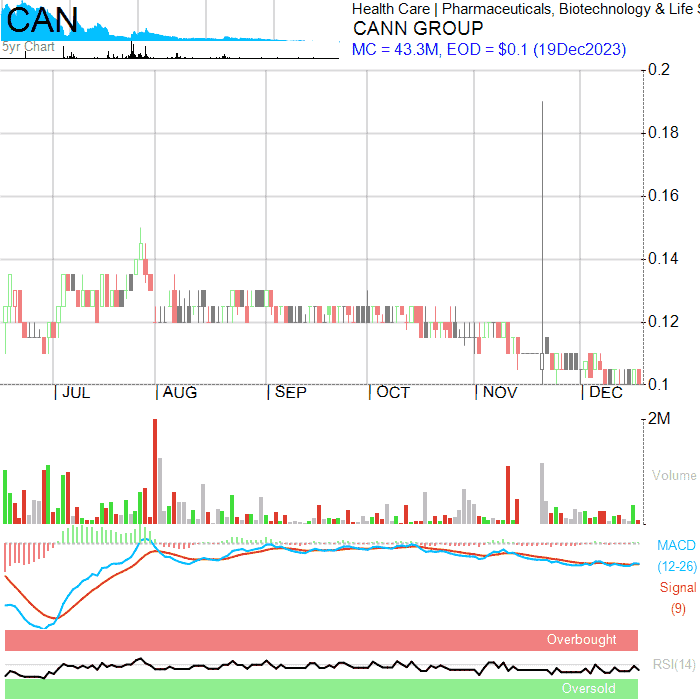 CAN
5yr Chart
Health Care | Pharmaceuticals, Biotechnology & Life S
CANN GROUP
MC = 43.3M, EOD = $0.1 (19Dec2023)
0.2
0.18
0.16
0.14
0.12
0.1
JUL
AUG
SEP
OCT
NOV
DEC
2M
Volume
MACD
(12-26)
Signal
(9)
Overbought
RSI(14)
Oversold